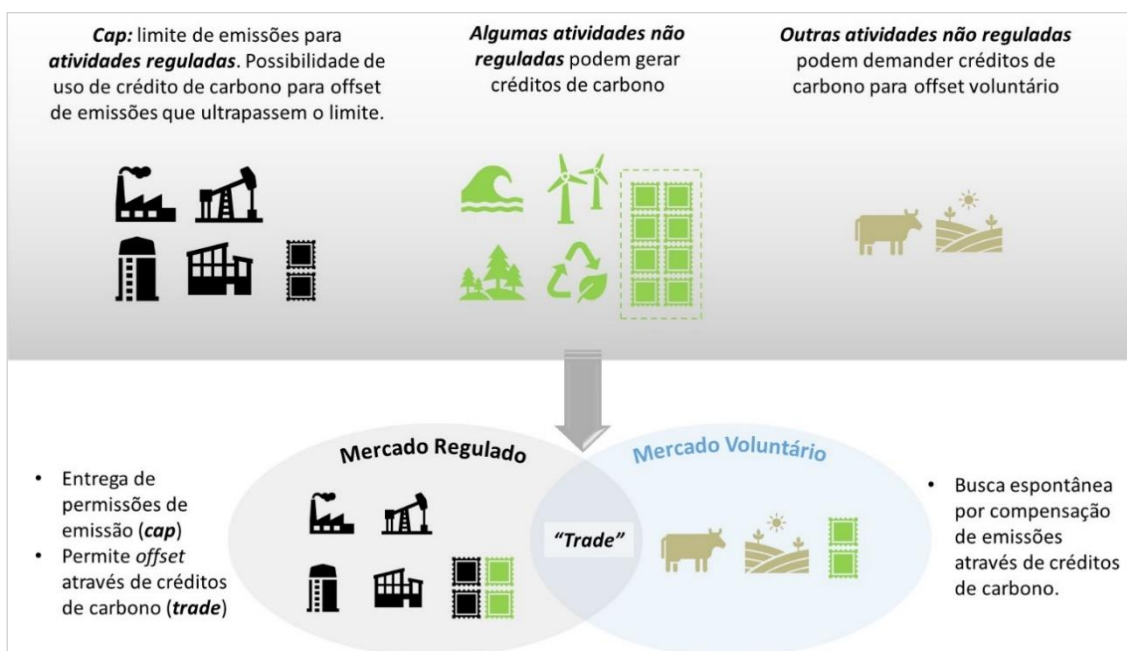 Cap: limite de emissões para
atividades reguladas. Possibilidade de
uso de crédito de carbono para offset
de emissões que ultrapassem o limite.
Algumas atividades não
reguladas podem gerar
créditos de carbono
Outras atividades não reguladas
podem demander créditos de
carbono para offset voluntário
Mercado Regulado
Mercado Voluntário
• Entrega de
permissões de
emissão (cap)
• Permite offset
através de créditos
de carbono (trade)
“Trade”
• Busca espontânea
por compensação
de emissões
através de créditos
de carbono.